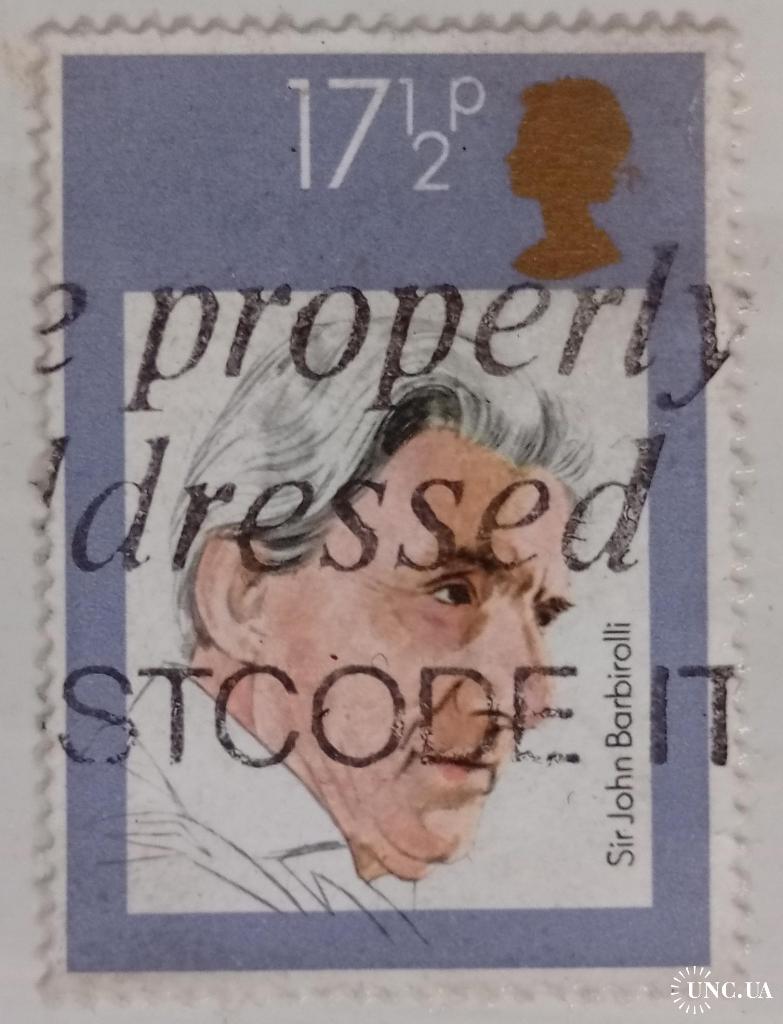 17½p
e properly
dressed
STCODE IT
Sir John Barbirolli
UNC.UA